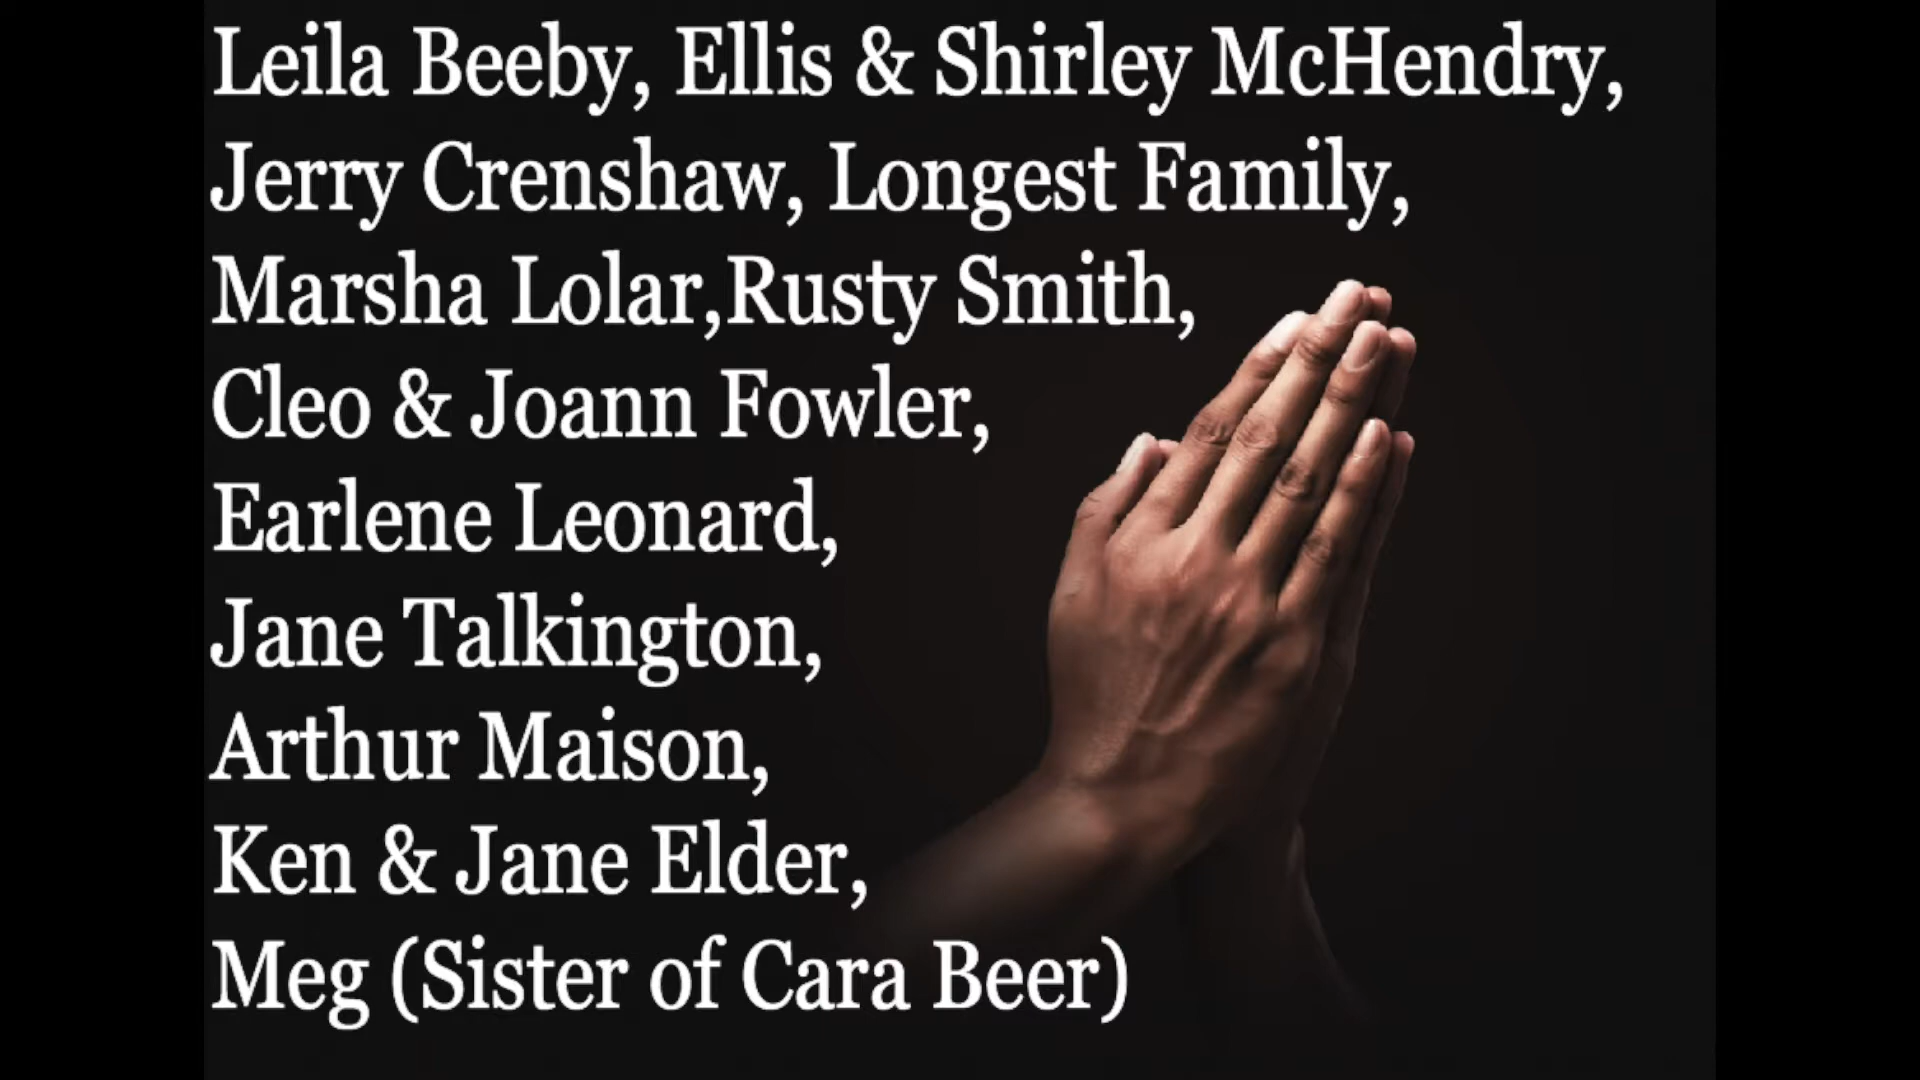 Leila Beeby, Ellis & Shirley McHendry,
Jerry Crenshaw, Longest Family,
Marsha Lolar,Rusty Smith,
Cleo & Joann Fowler,
Earlene Leonard,
Jane Talkington,
Arthur Maison,
Ken & Jane Elder,
Meg (Sister of Cara Beer)